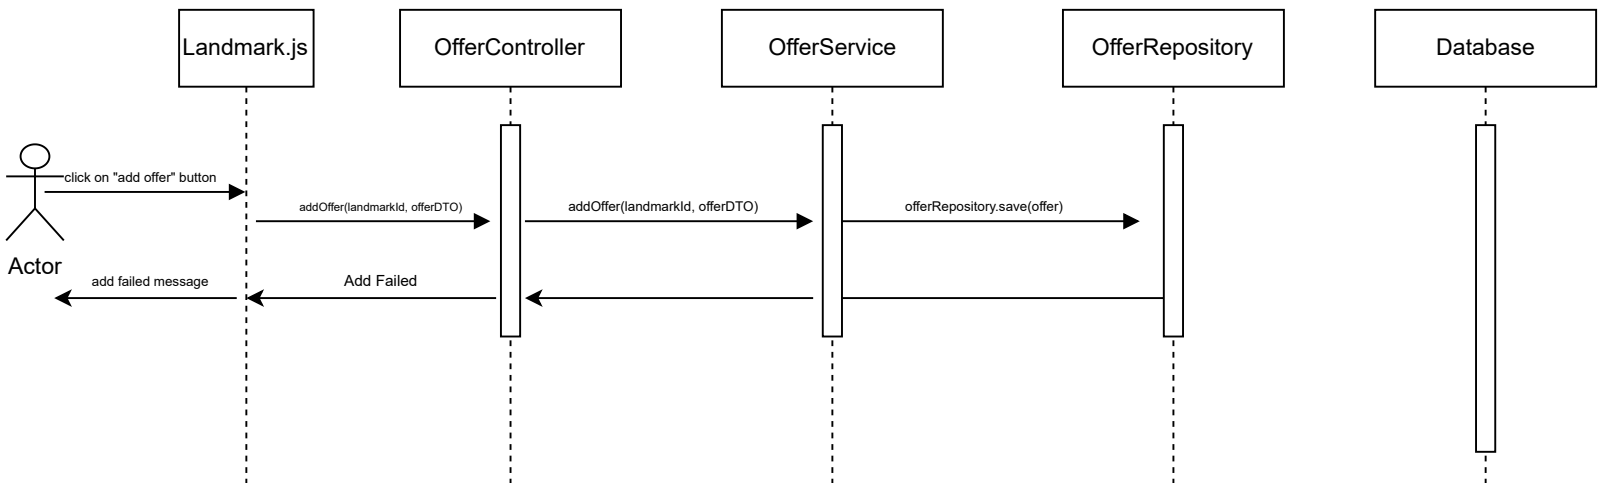 Landmark.js
OfferController
OfferService
OfferRepository
Database
click on "add offer" button
addOffer(landmarkId, offerDTO)
addOffer(landmarkId, offerDTO)
offerRepository.save(offer)
Actor
add failed message
Add Failed